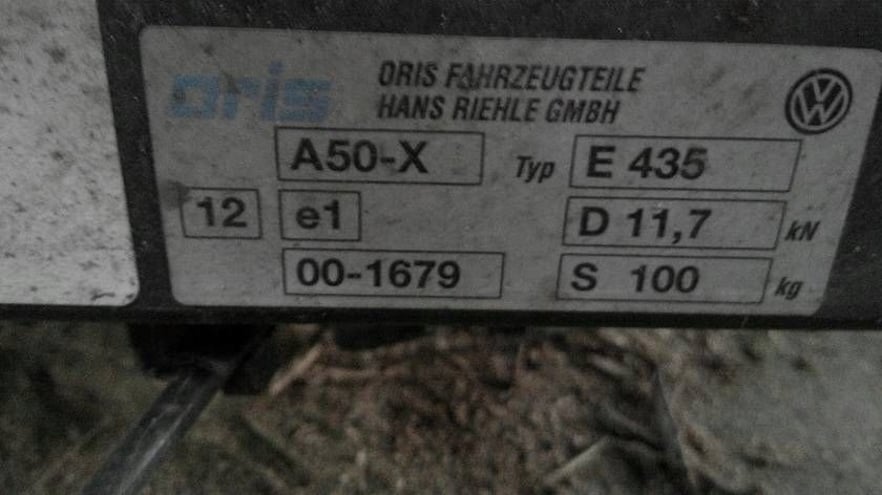 oris
ORIS FAHRZEUGTEILE
HANS RIEHLE GMBH
A50-X Typ E 435
12 e1 D 11,7 kN
00-1679 S 100 kg